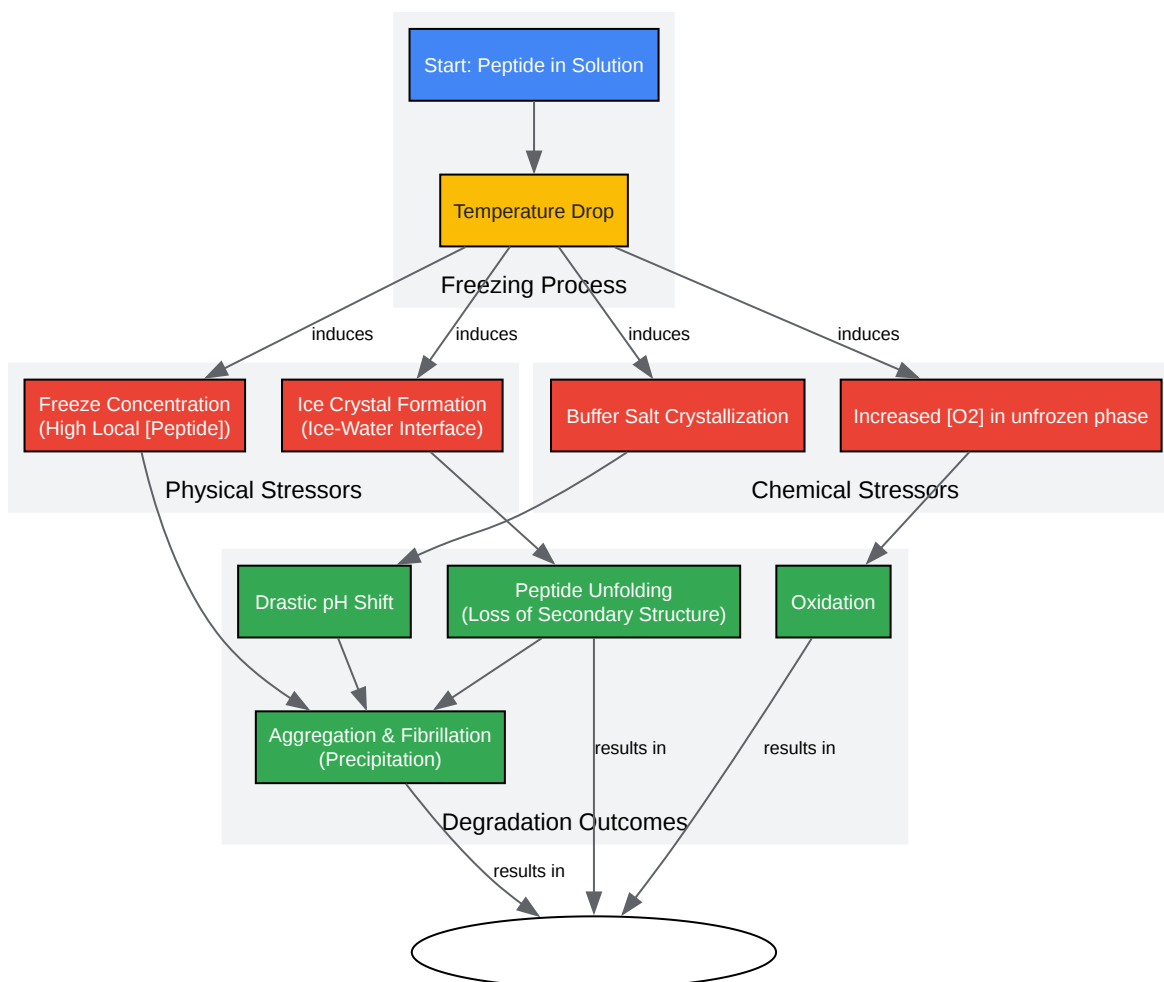 Start: Peptide in Solution
Temperature Drop
Freezing Process
induces
induces
induces
induces
Freeze Concentration
(High Local [Peptide])
Ice Crystal Formation
(Ice-Water Interface)
Buffer Salt Crystallization
Increased [O2] in unfrozen phase
Physical Stressors
Chemical Stressors
Drastic pH Shift
Peptide Unfolding
(Loss of Secondary Structure)
Oxidation
Aggregation & Fibrillation
(Precipitation)
results in
results in
Degradation Outcomes
results in